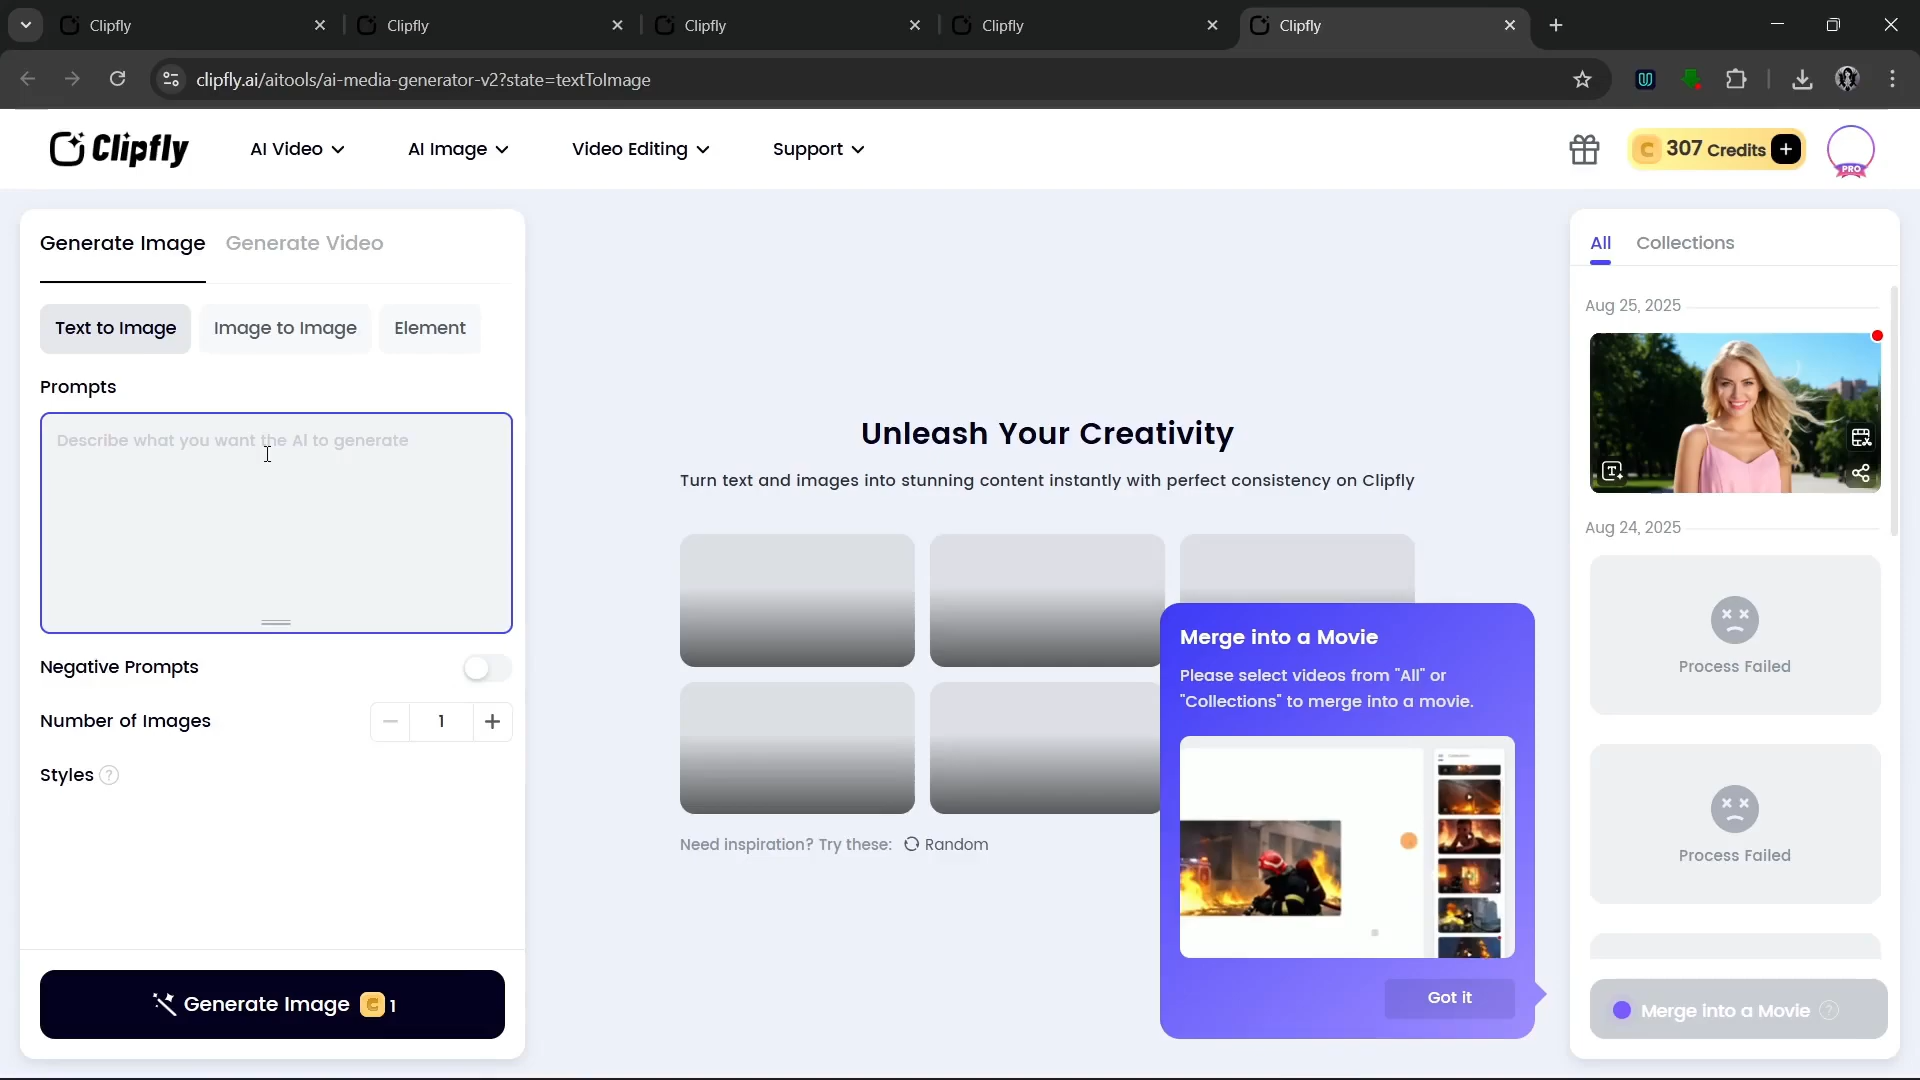 Clipfly
Clipfly
Clipfly
Clipfly
Clipfly
clipfly.ai/aitools/ai-media-generator-v2?state=textToImage
Clipfly
AI Video
AI Image
Video Editing
Support
C 307 Credits +
PRO
Generate Image
Generate Video
Text to Image
Image to Image
Element
Prompts
Describe what you want the AI to generate
Negative Prompts
Number of Images
1
Styles ?
Generate Image C 1
Unleash Your Creativity
Turn text and images into stunning content instantly with perfect consistency on Clipfly
Need inspiration? Try these: Random
Merge into a Movie
Please select videos from "All" or
"Collections" to merge into a movie.
Got it
All
Collections
Aug 25, 2025
Aug 24, 2025
Process Failed
Process Failed
Merge into a Movie ?